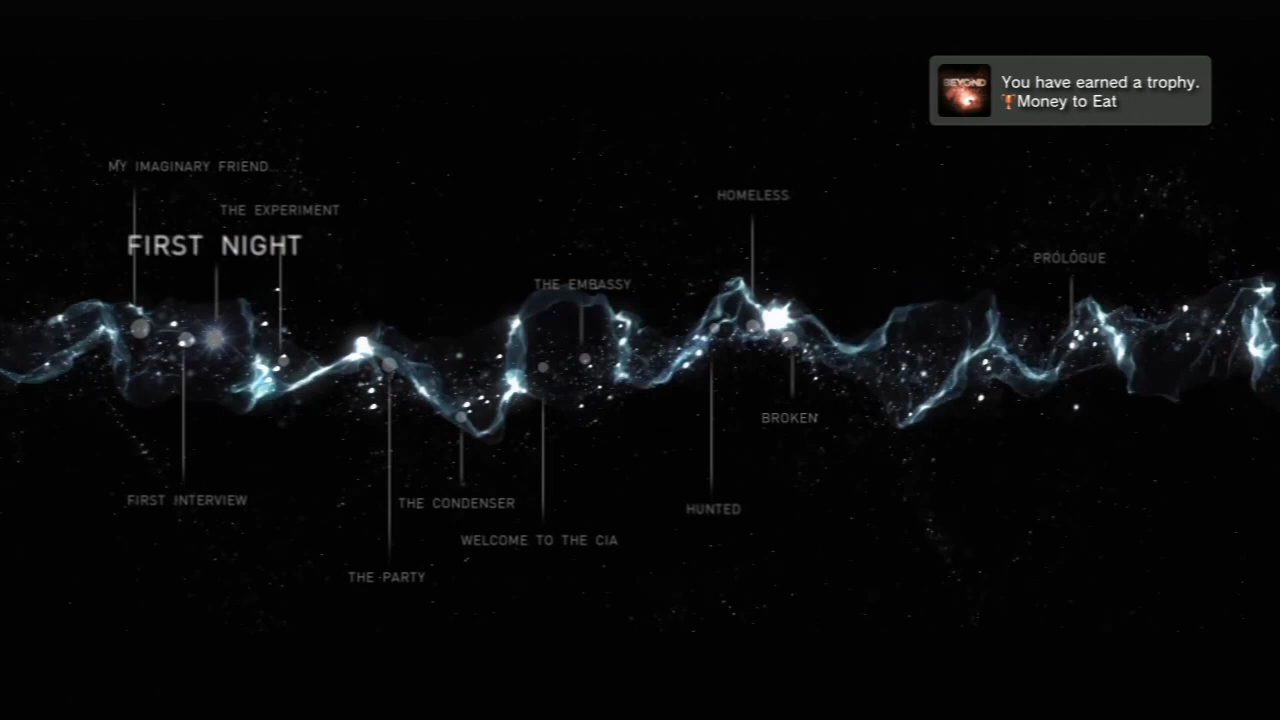 BEYOND
You have earned a trophy.
Money to Eat
MY IMAGINARY FRIEND...
HOMELESS
THE EXPERIMENT
FIRST NIGHT
PROLOGUE
THE EMBASSY
BROKEN
FIRST INTERVIEW
THE CONDENSER
HUNTED
WELCOME TO THE CIA
THE PARTY